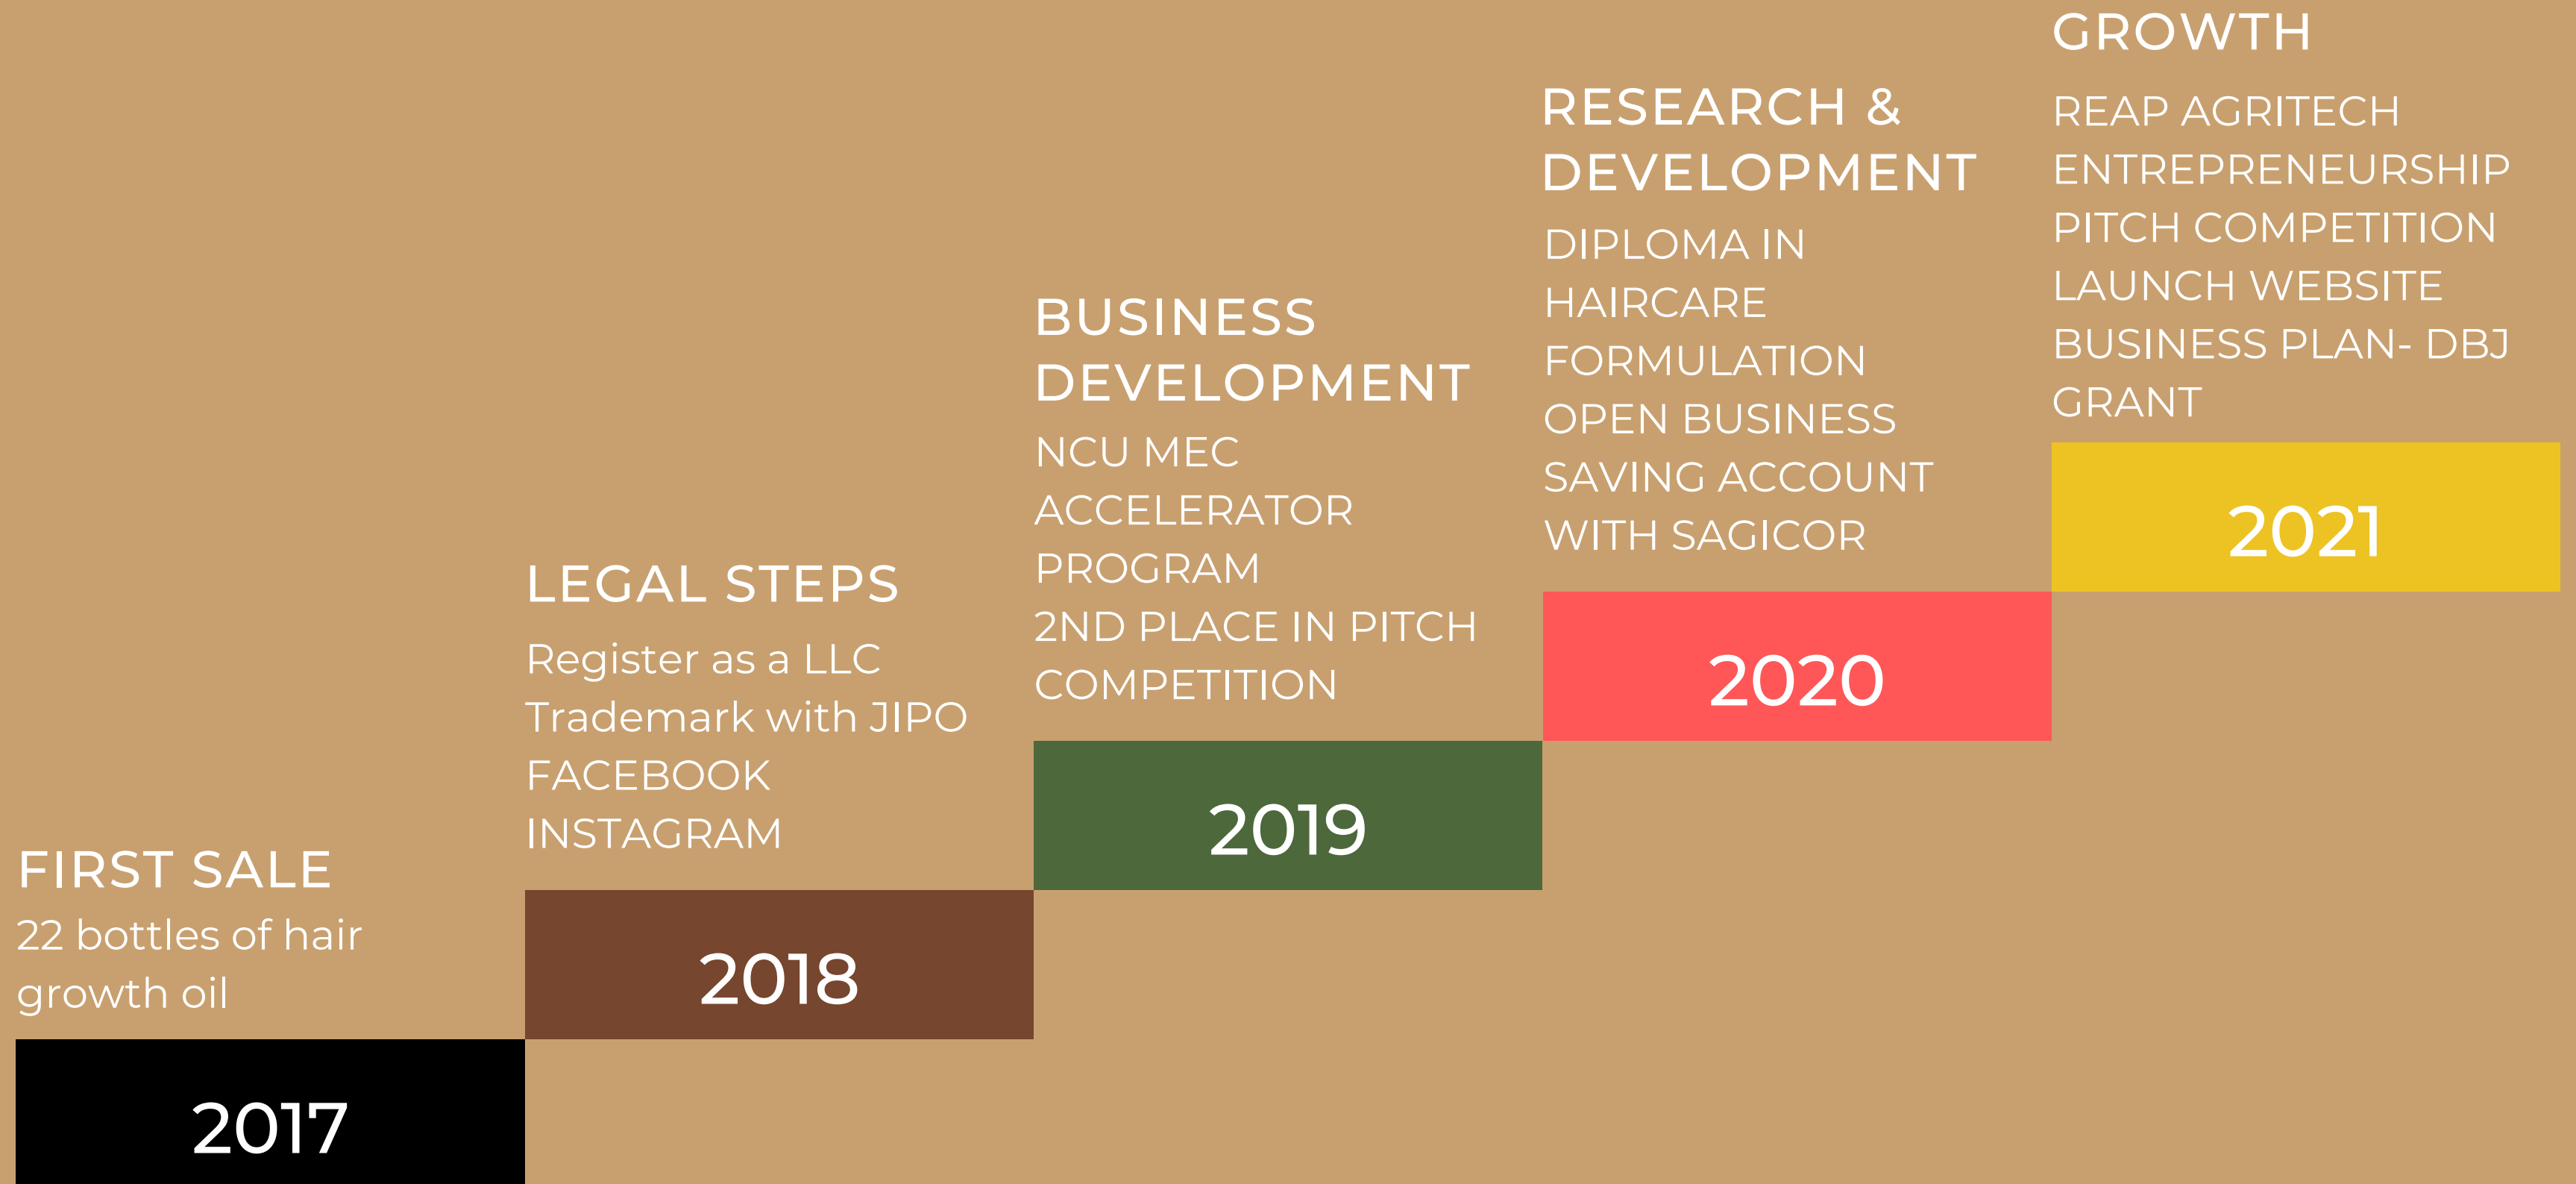 FIRST SALE
22 bottles of hair
growth oil
2017
LEGAL STEPS
Register as a LLC
Trademark with JIPO
FACEBOOK
INSTAGRAM
2018
BUSINESS
DEVELOPMENT
NCU MEC
ACCELERATOR
PROGRAM
2ND PLACE IN PITCH
COMPETITION
2019
RESEARCH &
DEVELOPMENT
DIPLOMA IN
HAIRCARE
FORMULATION
OPEN BUSINESS
SAVING ACCOUNT
WITH SAGICOR
2020
GROWTH
REAP AGRITECH
ENTREPRENEURSHIP
PITCH COMPETITION
LAUNCH WEBSITE
BUSINESS PLAN- DBJ
GRANT
2021